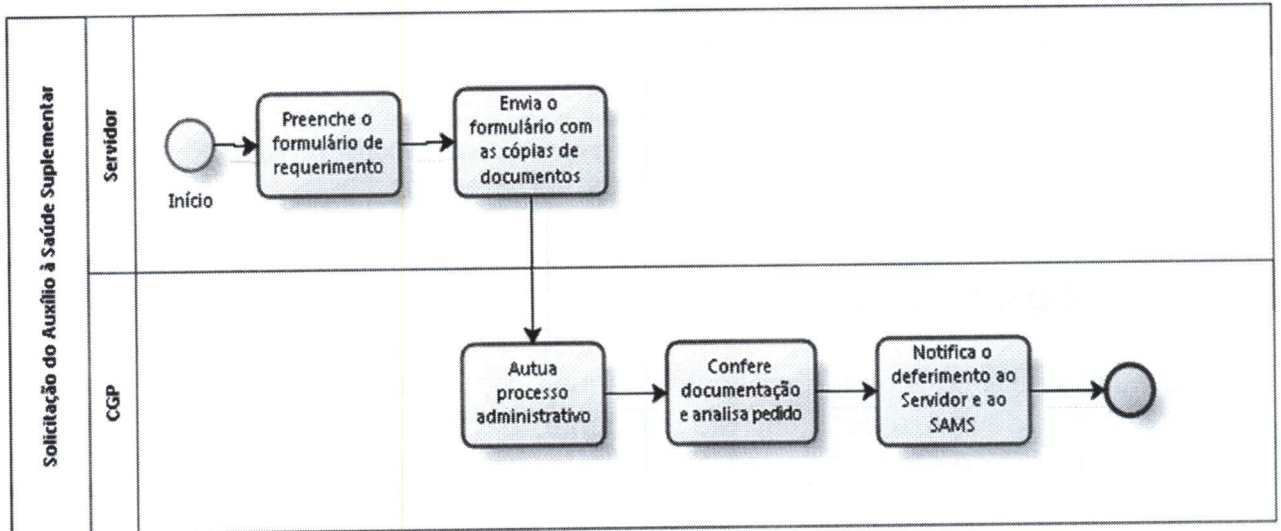 Solicitação do Auxílio à Saúde Suplementar
Servidor
Início
Preenche o
formulário de
requerimento
Envia o
formulário com
as cópias de
documentos
CGP
Autua
processo
administrativo
Confere
documentação
e analisa pedido
Notifica o
deferimento ao
Servidor e ao
SAMS